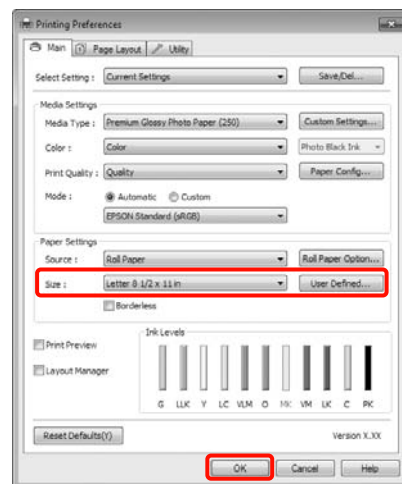 Printing Preferences
Main Page Layout Utility
Select Setting : Current Settings Save/Del...
Media Settings
Media Type : Premium Glossy Photo Paper (250) Custom Settings...
Color : Color Photo Black Ink
Print Quality : Quality Paper Config...
Mode : Automatic Custom
EPSON Standard (sRGB)
Paper Settings
Source : Roll Paper Roll Paper Option...
Size : Letter 8 1/2 x 11 in User Defined...
Borderless
Ink Levels
Print Preview
Layout Manager
G LLK Y LC VLM O MK VM LK C PK
Reset Defaults(Y) Version X.XX
OK Cancel Help